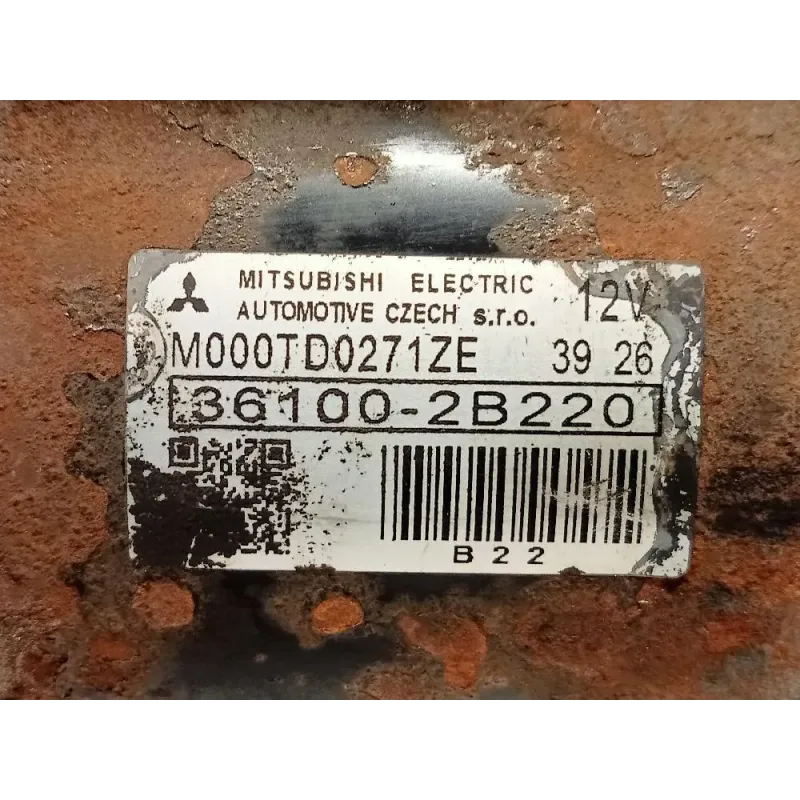 MITSUBISHI ELECTRIC 12V
AUTOMOTIVE CZECH s.r.o.
M000TD0271ZE 39 26
36100-2B220
B22